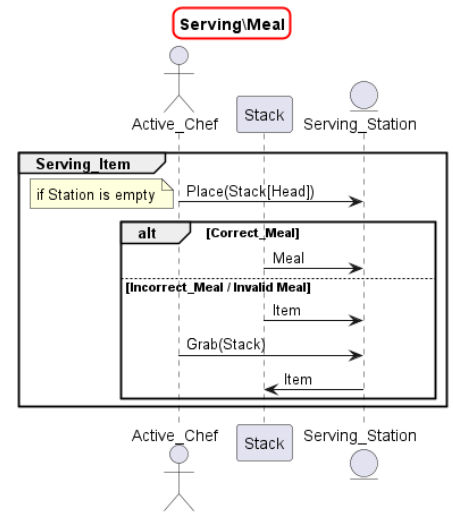 Serving\Meal
Active_Chef
Stack
Serving_Station
Serving_Item
if Station is empty
Place(Stack[Head])
alt
[Correct_Meal]
Meal
[Incorrect_Meal / Invalid Meal]
Item
Grab(Stack)
Item
Active_Chef
Stack
Serving_Station